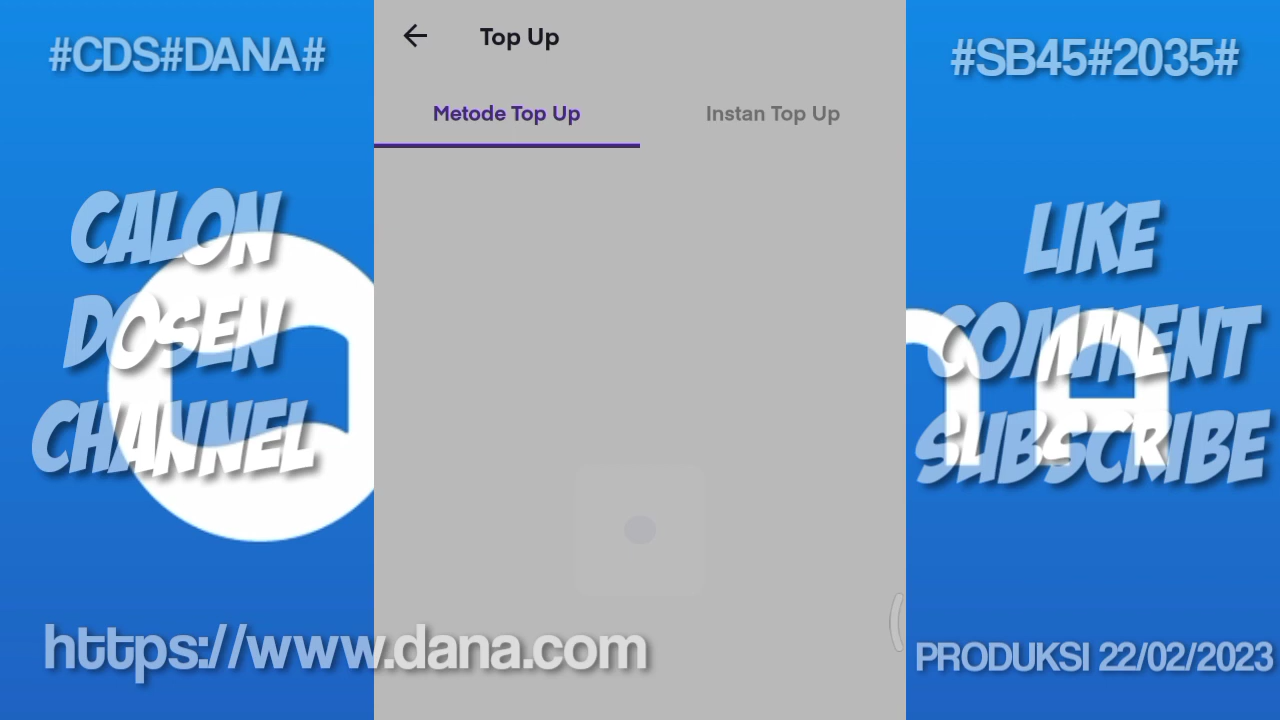 #CDS#DANA#
Top Up
#SB45#2035#
Metode Top Up
Instan Top Up
CALON
DOSEN
CHANNEL
LIKE
COMMENT
SUBSCRIBE
https://www.dana.com
PRODUKSI 22/02/2023